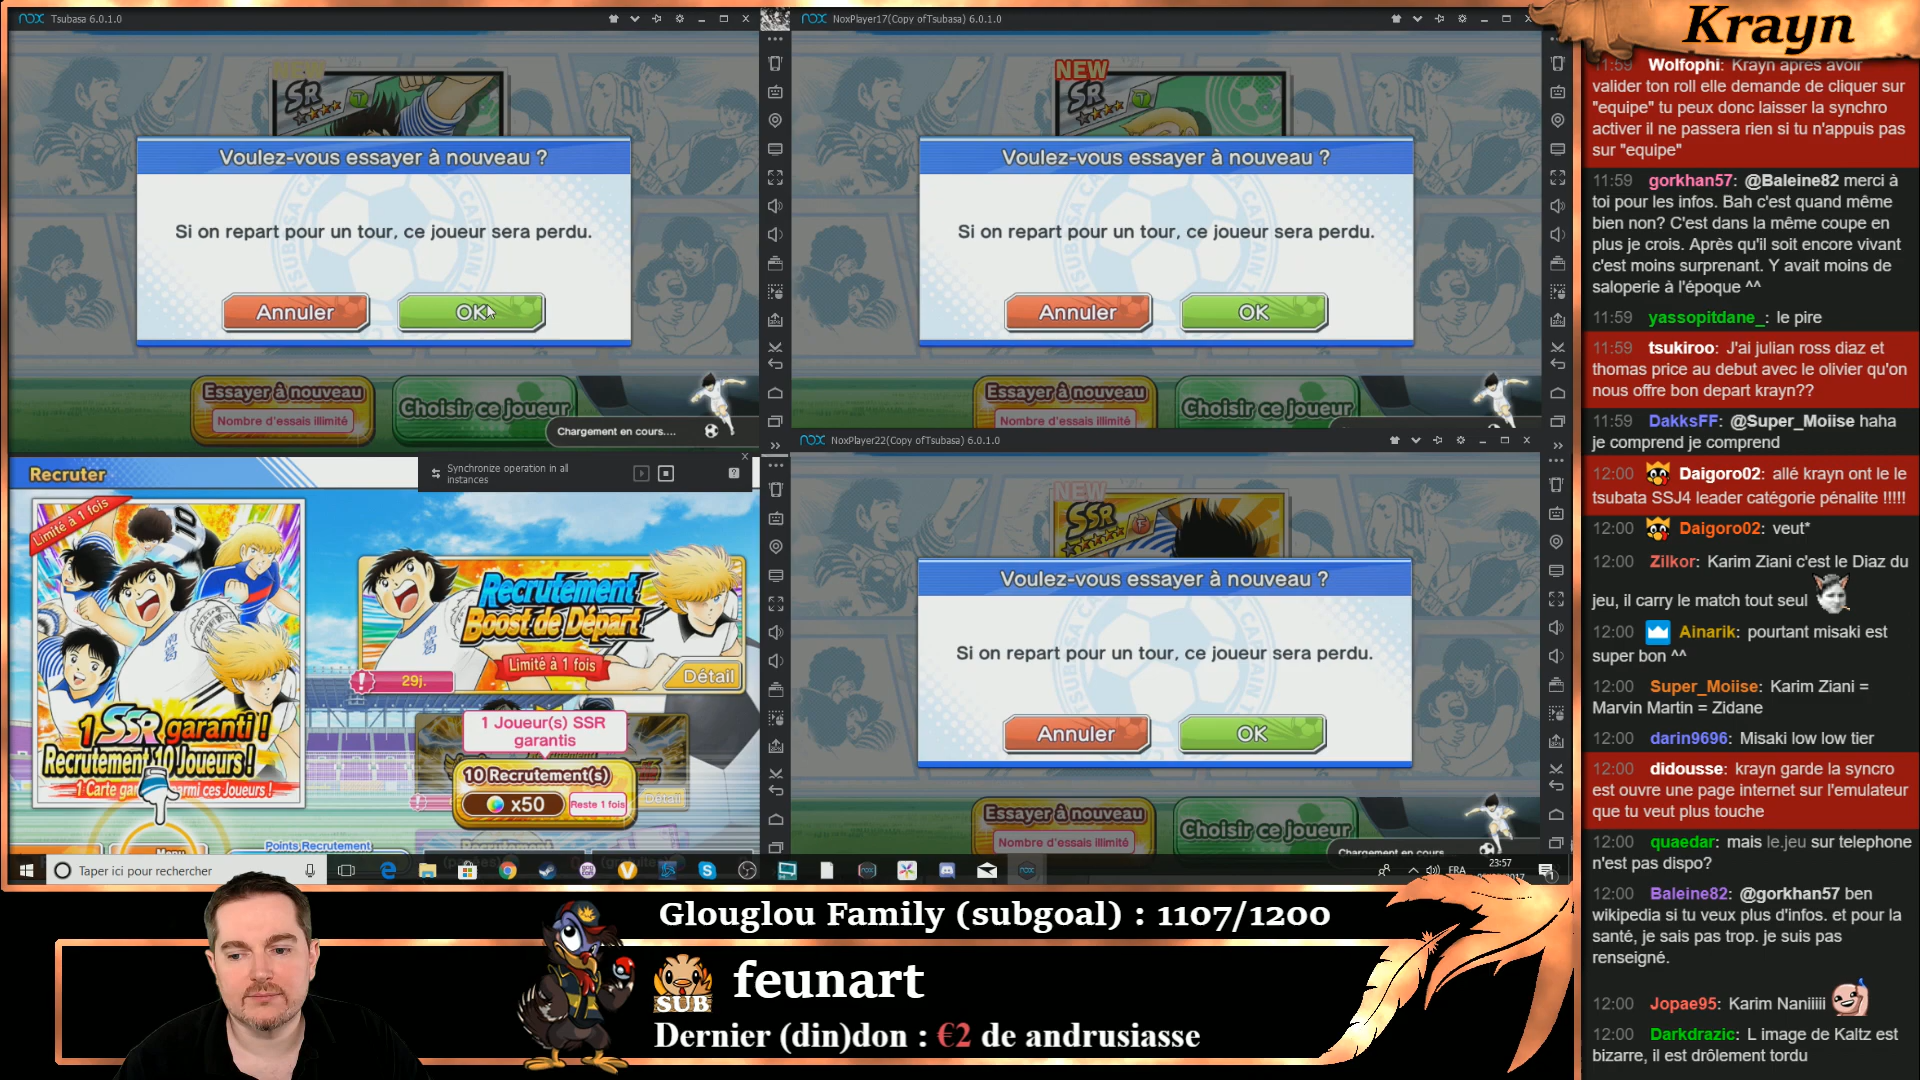 nox Tsubasa 6.0.1.0
NEW
SR
Voulez-vous essayer à nouveau ?
Si on repart pour un tour, ce joueur sera perdu.
Annuler
OK
Essayer à nouveau
Nombre d'essais illimité
Choisir ce joueur
Chargement en cours....
nox NoxPlayer17(Copy ofTsubasa) 6.0.1.0
NEW
SR
Voulez-vous essayer à nouveau ?
Si on repart pour un tour, ce joueur sera perdu.
Annuler
OK
Essayer à nouveau
Nombre d'essais illimité
Choisir ce joueur
Recruter
Synchronize operation in all
instances
Limité à 1 fois
1 SSR garanti !
Recrutement 10 Joueurs !
Recrutement
Boost de Départ
Limité à 1 fois
29j.
Détail
1 Joueur(s) SSR
garantis
10 Recrutement(s)
x50
Reste 1 fois
Détail
Menu
Points Recrutement
nox NoxPlayer22(Copy ofTsubasa) 6.0.1.0
NEW
SSR
Voulez-vous essayer à nouveau ?
Si on repart pour un tour, ce joueur sera perdu.
Annuler
OK
Essayer à nouveau
Nombre d'essais illimité
Choisir ce joueur
Chargement en cours
Taper ici pour rechercher
FRA
23:57
Krayn
11:59 Wolfophi: Krayn après avoir
valider ton roll elle demande de cliquer sur
"equipe" tu peux donc laisser la synchro
activer il ne passera rien si tu n'appuis pas
sur "equipe"
11:59 gorkhan57: @Baleine82 merci à
toi pour les infos. Bah c'est quand même
bien non? C'est dans la même coupe en
plus je crois. Après qu'il soit encore vivant
c'est moins surprenant. Y avait moins de
saloperie à l'époque ^^
11:59 yassopitdane_: le pire
11:59 tsukiroo: J'ai julian ross diaz et
thomas price au debut avec le olivier qu'on
nous offre bon depart krayn??
11:59 DakksFF: @Super_Moiise haha
je comprend je comprend
12:00 Daigoro02: allé krayn ont le le
tsubata SSJ4 leader catégorie pénalite !!!!!
12:00 Daigoro02: veut*
12:00 Zilkor: Karim Ziani c'est le Diaz du
jeu, il carry le match tout seul
12:00 Ainarik: pourtant misaki est
super bon ^^
12:00 Super_Moiise: Karim Ziani =
Marvin Martin = Zidane
12:00 darin9696: Misaki low low tier
12:00 didousse: krayn garde la syncro
est ouvre une page internet sur l'emulateur
que tu veut plus touche
12:00 quaedar: mais le.jeu sur telephone
n'est pas dispo?
12:00 Baleine82: @gorkhan57 ben
wikipedia si tu veux plus d'infos. et pour la
santé, je sais pas trop. je suis pas
renseigné.
12:00 Jopae95: Karim Naniiiii
12:00 Darkdrazic: L image de Kaltz est
bizarre, il est drôlement tordu
Glouglou Family (subgoal) : 1107/1200
SUB
feunart
Dernier (din)don : €2 de andrusiasse